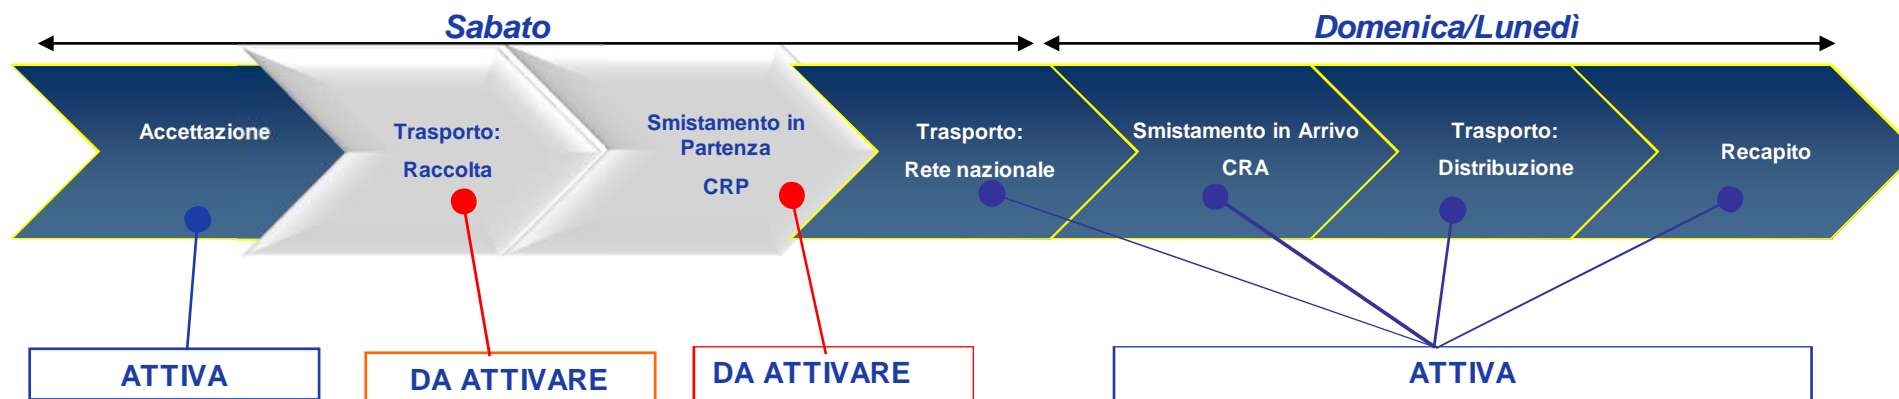 Sabato
Domenica/Lunedì
Accettazione
Trasporto:
Raccolta
Smistamento in
Partenza
CRP
Trasporto:
Rete nazionale
Smistamento in Arrivo
CRA
Trasporto:
Distribuzione
Recapito
ATTIVA
DA ATTIVARE
DA ATTIVARE
ATTIVA